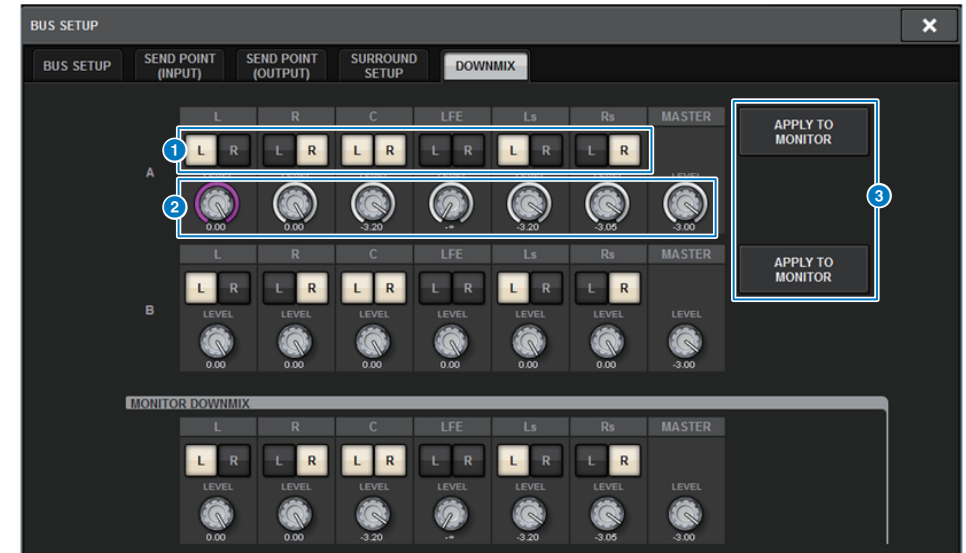 BUS SETUP
BUS SETUP
SEND POINT
(INPUT)
SEND POINT
(OUTPUT)
SURROUND
SETUP
DOWNMIX
L R C LFE Ls Rs MASTER
APPLY TO
MONITOR
1 L R L R L R L R L R L R
A
2
3
0.00 0.00 -3.20 -∞ -3.20 -3.05 -3.00
L R C LFE Ls Rs MASTER
APPLY TO
MONITOR
L R L R L R L R L R L R
B
LEVEL LEVEL LEVEL LEVEL LEVEL LEVEL LEVEL
0.00 0.00 0.00 0.00 0.00 0.00 -3.00
MONITOR DOWNMIX
L R C LFE Ls Rs MASTER
L R L R L R L R L R L R
LEVEL LEVEL LEVEL LEVEL LEVEL LEVEL LEVEL
0.00 0.00 -3.20 -∞ -3.20 -3.05 -3.00